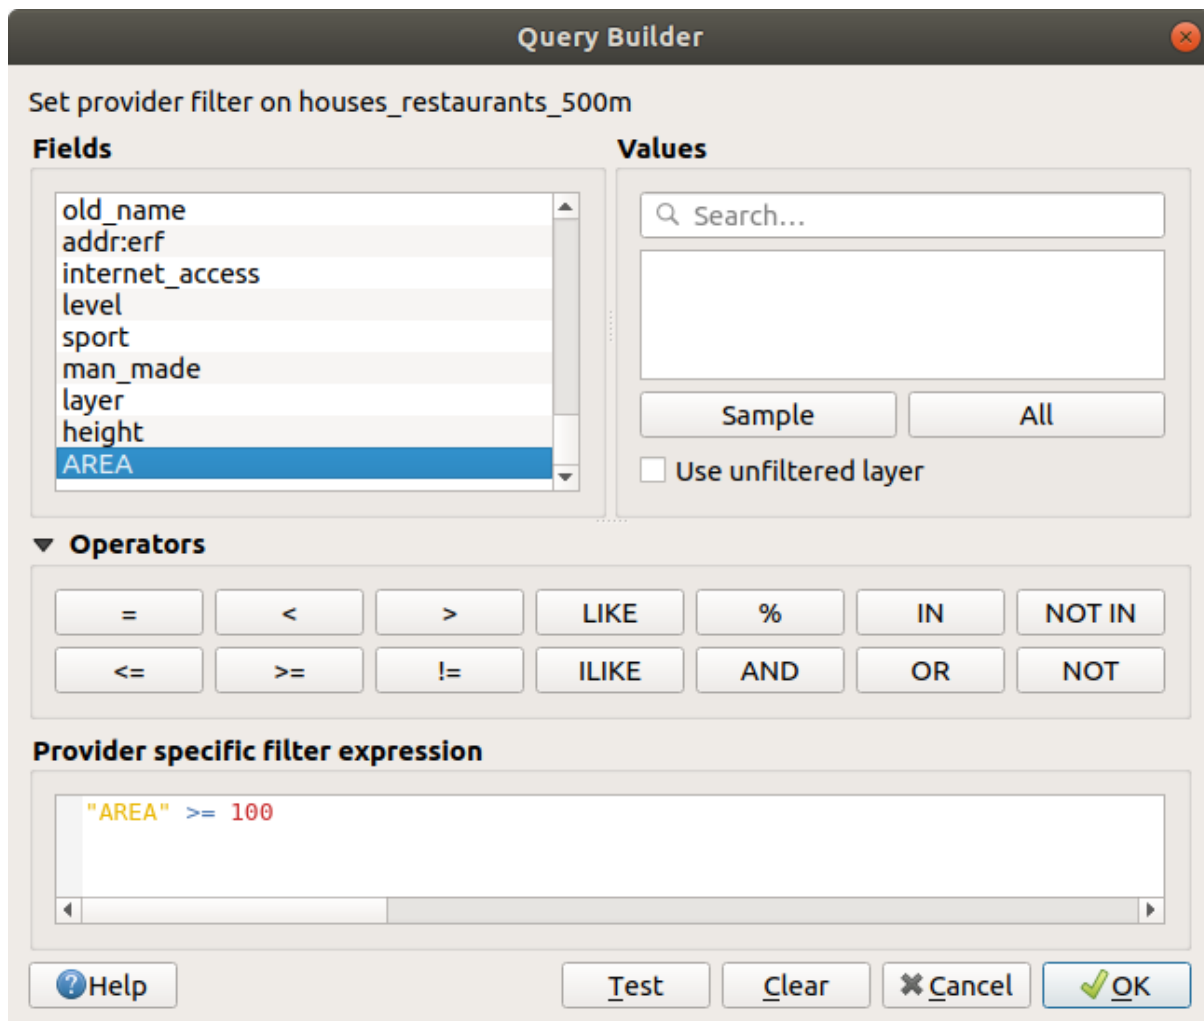 Query Builder
Set provider filter on houses_restaurants_500m
Fields
old_name
addr:erf
internet_access
level
sport
man_made
layer
height
AREA
Values
Search...
Sample All
Use unfiltered layer
Operators
= < > LIKE % IN NOT IN
<= >= != ILIKE AND OR NOT
Provider specific filter expression
"AREA" >= 100
Help Test Clear Cancel OK